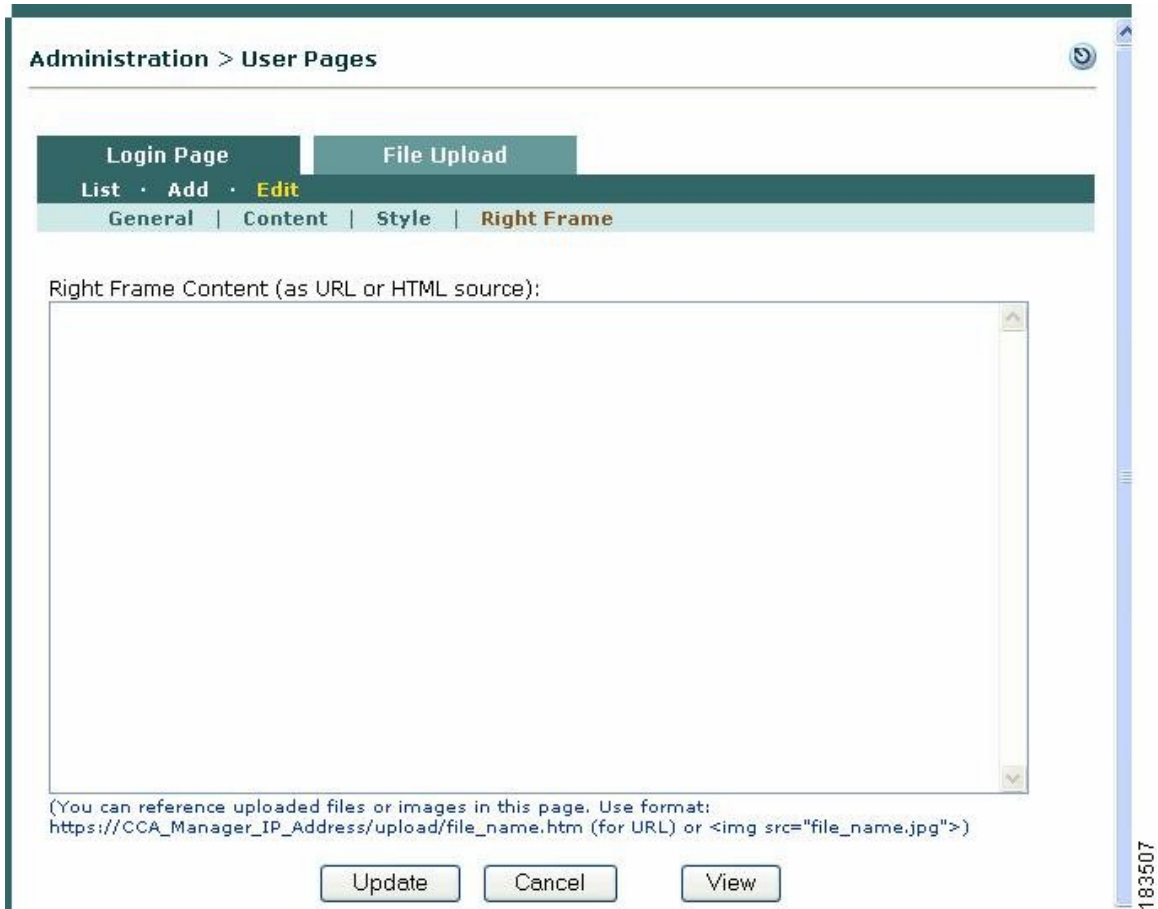 Administration > User Pages
Login Page File Upload
List · Add · Edit
General | Content | Style | Right Frame
Right Frame Content (as URL or HTML source):
(You can reference uploaded files or images in this page. Use format:
https://CCA_Manager_IP_Address/upload/file_name.htm (for URL) or <img src="file_name.jpg">)
Update Cancel View
183507